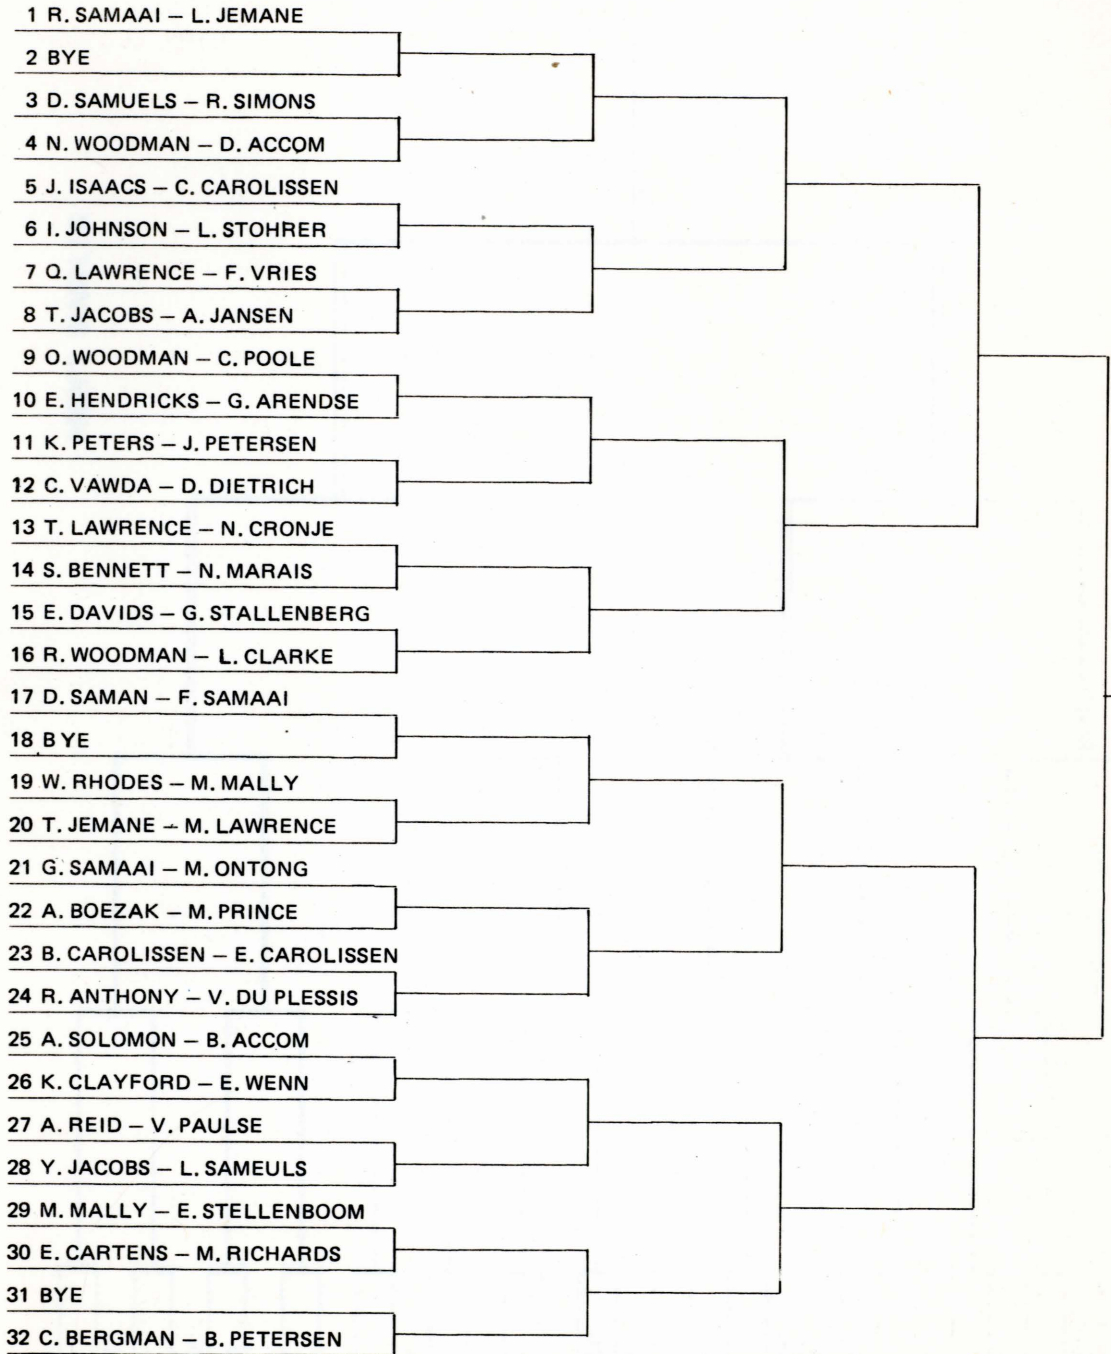 1 R. SAMAAI – L. JEMANE
2 BYE
3 D. SAMUELS – R. SIMONS
4 N. WOODMAN – D. ACCOM
5 J. ISAACS – C. CAROLISSEN
6 I. JOHNSON – L. STOHRER
7 Q. LAWRENCE – F. VRIES
8 T. JACOBS – A. JANSEN
9 O. WOODMAN – C. POOLE
10 E. HENDRICKS – G. ARENDSE
11 K. PETERS – J. PETERSEN
12 C. VAWDA – D. DIETRICH
13 T. LAWRENCE – N. CRONJE
14 S. BENNETT – N. MARAIS
15 E. DAVIDS – G. STALLENBERG
16 R. WOODMAN – L. CLARKE
17 D. SAMAN – F. SAMAAI
18 BYE
19 W. RHODES – M. MALLY
20 T. JEMANE – M. LAWRENCE
21 G. SAMAAI – M. ONTONG
22 A. BOEZAK – M. PRINCE
23 B. CAROLISSEN – E. CAROLISSEN
24 R. ANTHONY – V. DU PLESSIS
25 A. SOLOMON – B. ACCOM
26 K. CLAYFORD – E. WENN
27 A. REID – V. PAULSE
28 Y. JACOBS – L. SAMEULS
29 M. MALLY – E. STELLENBOOM
30 E. CARTENS – M. RICHARDS
31 BYE
32 C. BERGMAN – B. PETERSEN